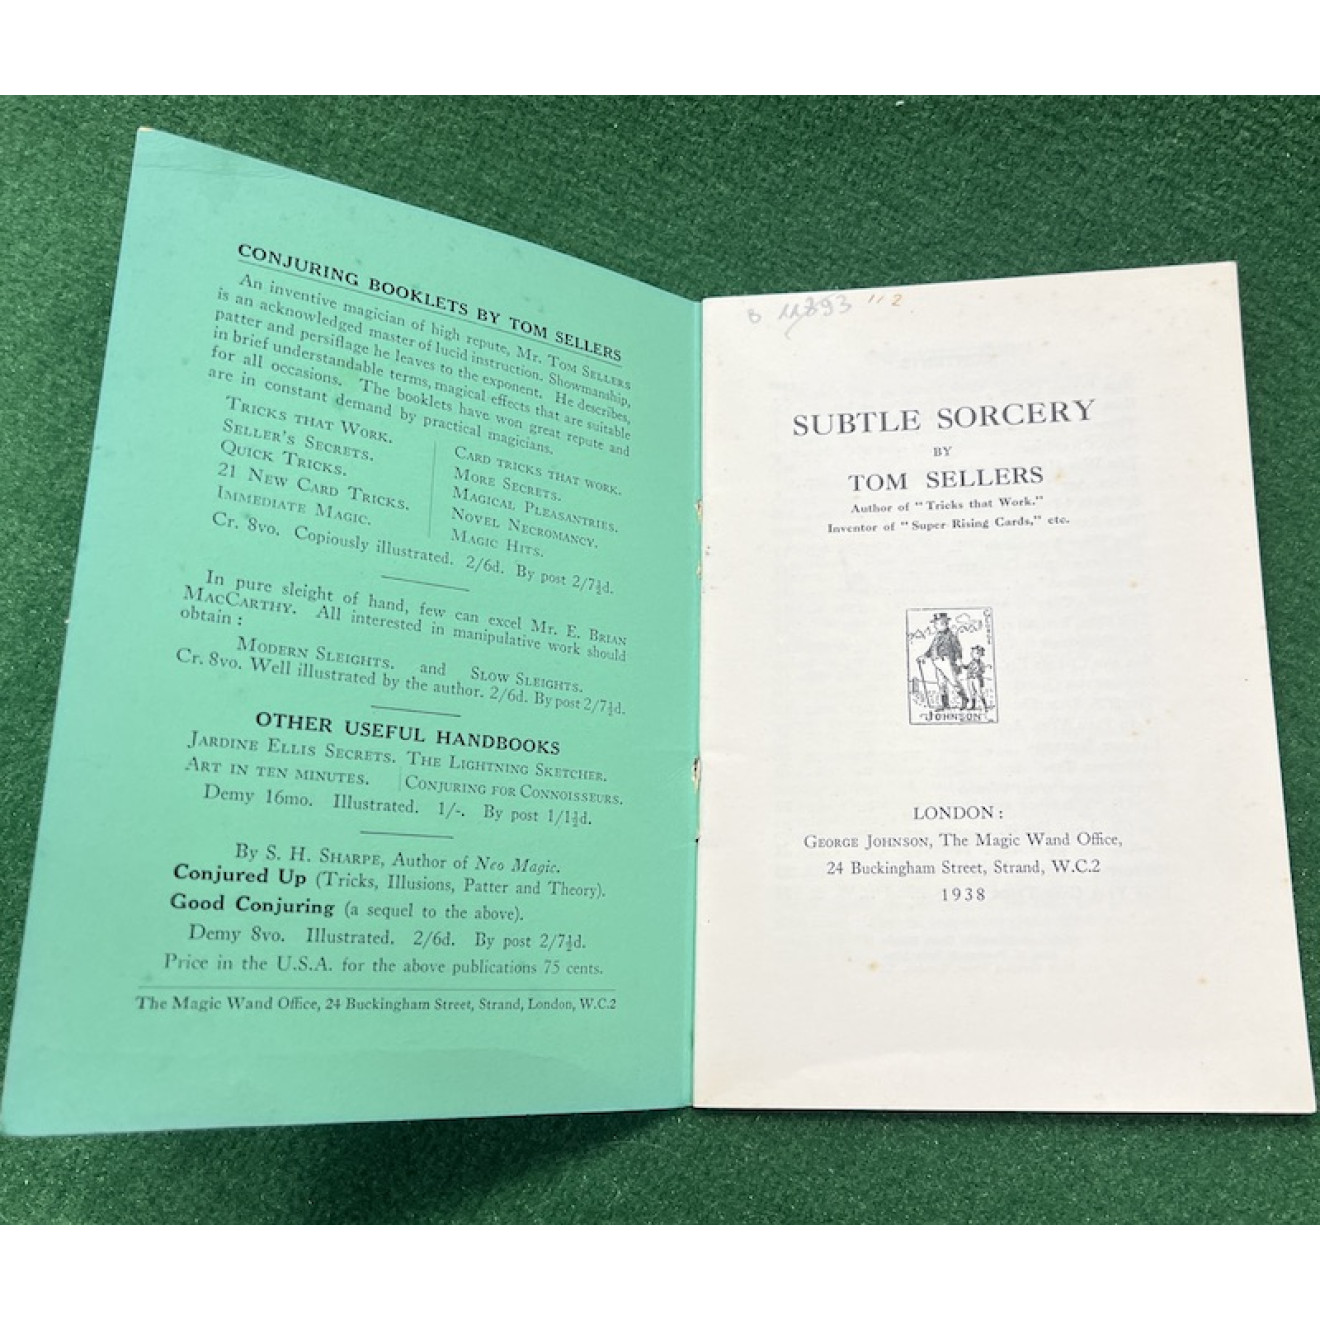 CONJURING BOOKLETS BY TOM SELLERS
An inventive magician of high repute, Mr. TOM SELLERS
is an acknowledged master of lucid instruction. Showmanship,
patter and persiflage he leaves to the exponent. He describes,
in brief understandable terms, magical effects that are suitable
for all occasions. The booklets have won great repute and
are in constant demand by practical magicians.
TRICKS THAT WORK.
SELLER'S SECRETS.
QUICK TRICKS.
21 NEW CARD TRICKS.
IMMEDIATE MAGIC.
CARD TRICKS THAT WORK.
MORE SECRETS.
MAGICAL PLEASANTRIES.
NOVEL NECROMANCY.
MAGIC HITS.
Cr. 8vo. Copiously illustrated. 2/6d. By post 2/7½d.
In pure sleight of hand, few can excel Mr. E. BRIAN
MACCARTHY. All interested in manipulative work should
obtain :
MODERN SLEIGHTS. and SLOW SLEIGHTS.
Cr. 8vo. Well illustrated by the author. 2/6d. By post 2/7½d.
OTHER USEFUL HANDBOOKS
JARDINE ELLIS SECRETS. THE LIGHTNING SKETCHER.
ART IN TEN MINUTES. CONJURING FOR CONNOISSEURS.
Demy 16mo. Illustrated. 1/-. By post 1/1½d.
By S. H. SHARPE, Author of Neo Magic.
Conjured Up (Tricks, Illusions, Patter and Theory).
Good Conjuring (a sequel to the above).
Demy 8vo. Illustrated. 2/6d. By post 2/7½d.
Price in the U.S.A. for the above publications 75 cents.
The Magic Wand Office, 24 Buckingham Street, Strand, London, W.C.2
SUBTLE SORCERY
BY
TOM SELLERS
Author of "Tricks that Work."
Inventor of "Super Rising Cards," etc.
GEORGE
JOHNSON
LONDON :
GEORGE JOHNSON, The Magic Wand Office,
24 Buckingham Street, Strand, W.C.2
1938